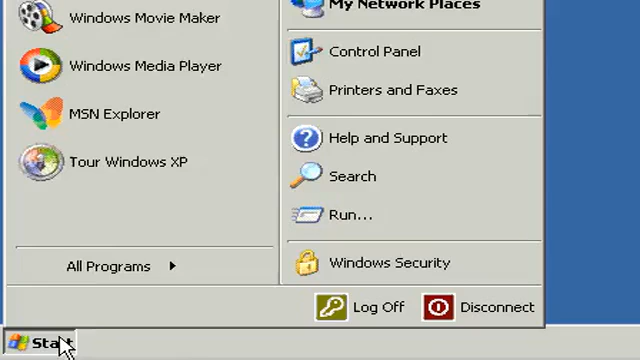 Windows Movie Maker
Windows Media Player
MSN Explorer
Tour Windows XP
All Programs
My Network Places
Control Panel
Printers and Faxes
Help and Support
Search
Run...
Windows Security
Log Off
Disconnect
Start